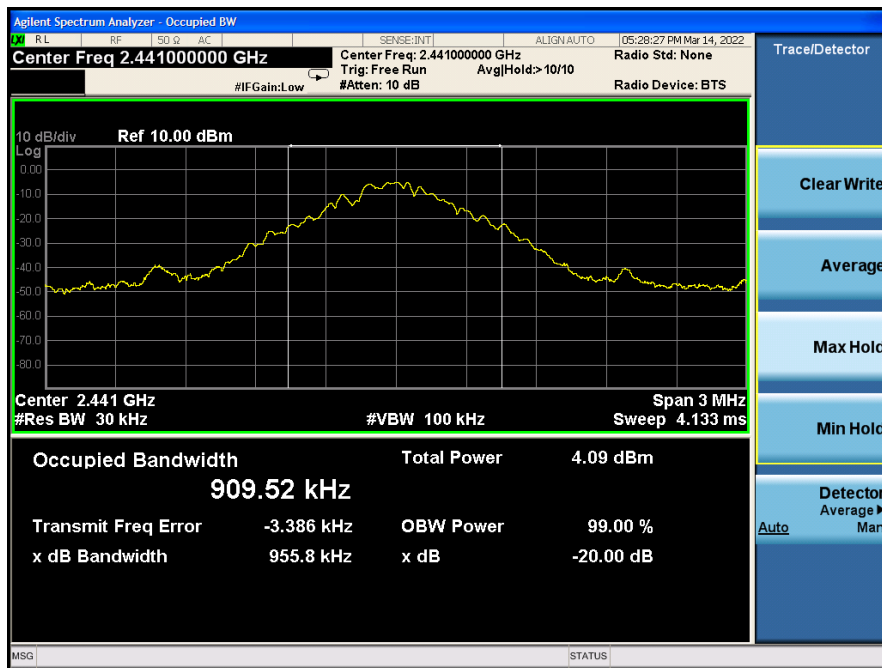 Agilent Spectrum Analyzer - Occupied BW
LXI RL RF 50 Ω AC SENSE:INT ALIGN AUTO 05:28:27 PM Mar 14, 2022
Center Freq 2.441000000 GHz
Center Freq: 2.441000000 GHz Radio Std: None
Trig: Free Run Avg|Hold:>10/10
#IFGain:Low #Atten: 10 dB Radio Device: BTS
Trace/Detector
10 dB/div Ref 10.00 dBm
Log
0.00
-10.0
-20.0
-30.0
-40.0
-50.0
-60.0
-70.0
-80.0
Center 2.441 GHz Span 3 MHz
#Res BW 30 kHz #VBW 100 kHz Sweep 4.133 ms
Occupied Bandwidth Total Power 4.09 dBm
909.52 kHz
Transmit Freq Error -3.386 kHz OBW Power 99.00 %
x dB Bandwidth 955.8 kHz x dB -20.00 dB
Clear Write
Average
Max Hold
Min Hold
Detector
Average
Auto Man
MSG STATUS